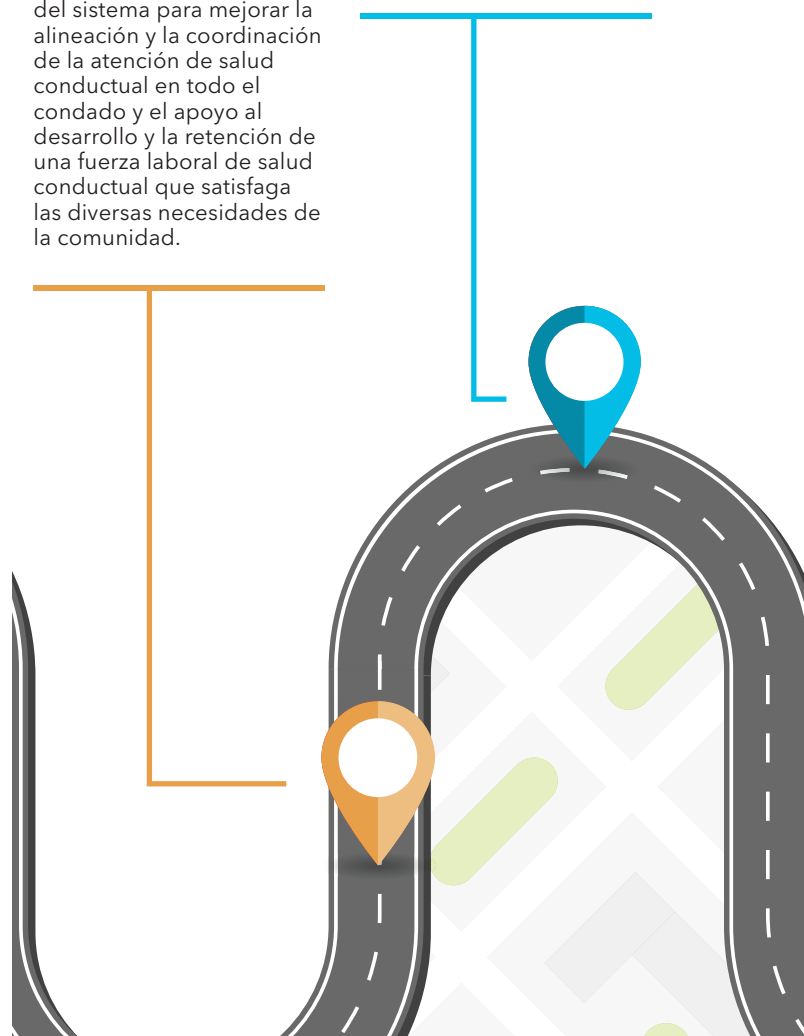 del sistema para mejorar la
alineación y la coordinación
de la atención de salud
conductual en todo el
condado y el apoyo al
desarrollo y la retención de
una fuerza laboral de salud
conductual que satisfaga
las diversas necesidades de
la comunidad.